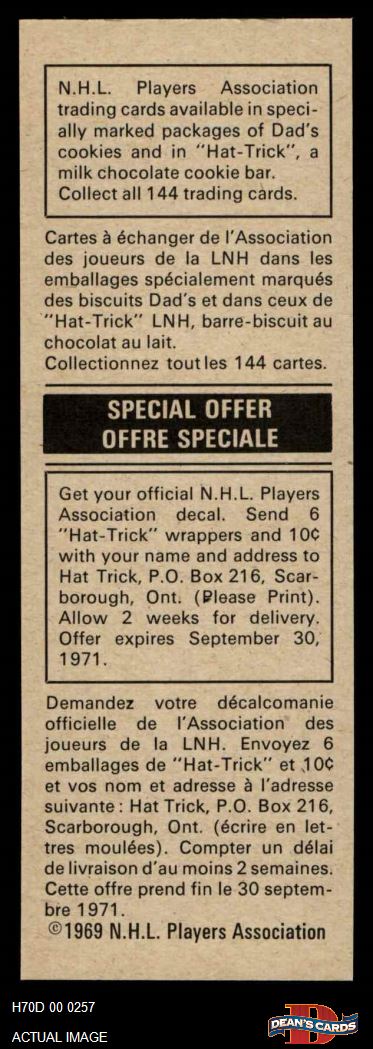 N.H.L. Players Association
trading cards available in speci-
ally marked packages of Dad's
cookies and in "Hat-Trick", a
milk chocolate cookie bar.
Collect all 144 trading cards.
Cartes à échanger de l'Association
des joueurs de la LNH dans les
emballages spécialement marqués
des biscuits Dad's et dans ceux de
"Hat-Trick" LNH, barre-biscuit au
chocolat au lait.
Collectionnez tout les 144 cartes.
SPECIAL OFFER
OFFRE SPECIALE
Get your official N.H.L. Players
Association decal. Send 6
"Hat-Trick" wrappers and 10¢
with your name and address to
Hat Trick, P.O. Box 216, Scar-
borough, Ont. (Please Print).
Allow 2 weeks for delivery.
Offer expires September 30,
1971.
Demandez votre décalcomanie
officielle de l'Association des
joueurs de la LNH. Envoyez 6
emballages de "Hat-Trick" et 10¢
et vos nom et adresse à l'adresse
suivante : Hat Trick, P.O. Box 216,
Scarborough, Ont. (écrire en let-
tres moulées). Compter un délai
de livraison d'au moins 2 semaines.
Cette offre prend fin le 30 septem-
bre 1971.
©1969 N.H.L. Players Association
H70D 00 0257
ACTUAL IMAGE
D
DEAN'S CARDS